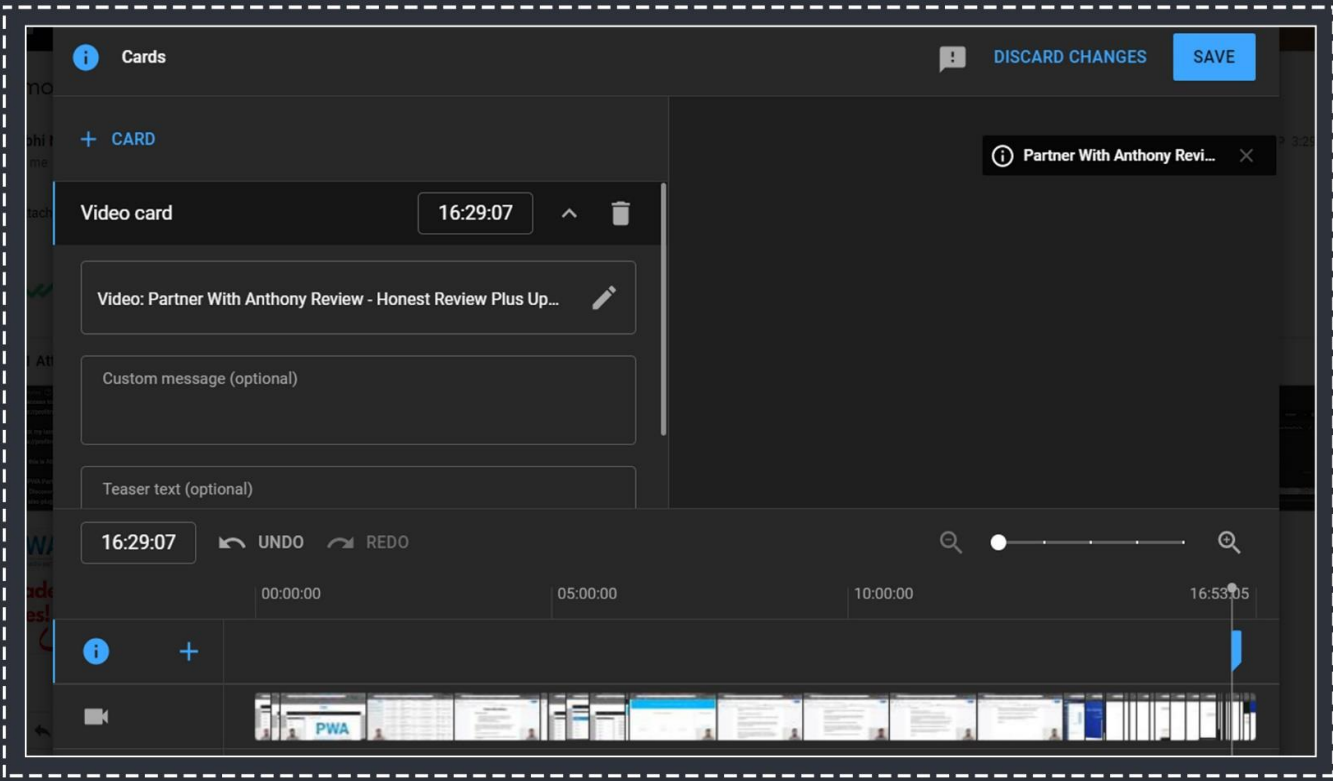 Cards
DISCARD CHANGES
SAVE
+ CARD
Partner With Anthony Revi...
Video card
16:29:07
Video: Partner With Anthony Review - Honest Review Plus Up...
Custom message (optional)
Teaser text (optional)
16:29:07
UNDO
REDO
00:00:00
05:00:00
10:00:00
16:53:05
PWA